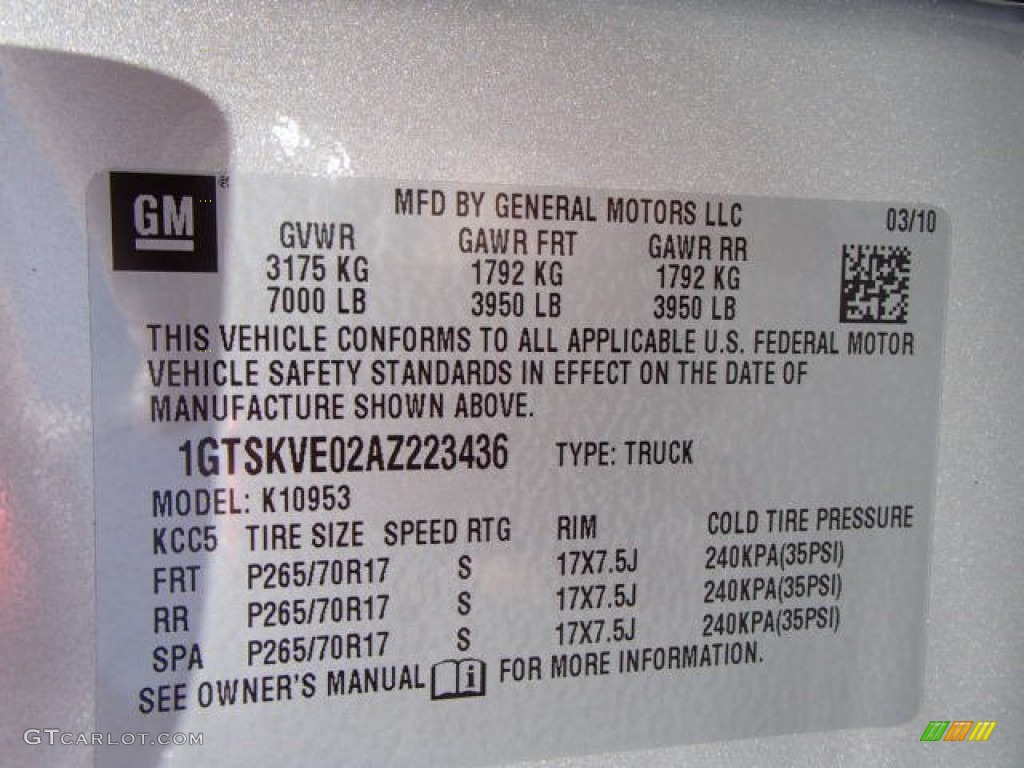 GM®
MFD BY GENERAL MOTORS LLC 03/10
GVWR GAWR FRT GAWR RR
3175 KG 1792 KG 1792 KG
7000 LB 3950 LB 3950 LB
THIS VEHICLE CONFORMS TO ALL APPLICABLE U.S. FEDERAL MOTOR
VEHICLE SAFETY STANDARDS IN EFFECT ON THE DATE OF
MANUFACTURE SHOWN ABOVE.
1GTSKVE02AZ223436 TYPE: TRUCK
MODEL: K10953
KCC5 TIRE SIZE SPEED RTG RIM COLD TIRE PRESSURE
FRT P265/70R17 S 17X7.5J 240KPA(35PSI)
RR P265/70R17 S 17X7.5J 240KPA(35PSI)
SPA P265/70R17 S 17X7.5J 240KPA(35PSI)
SEE OWNER'S MANUAL i FOR MORE INFORMATION.
GTCARLOT.COM